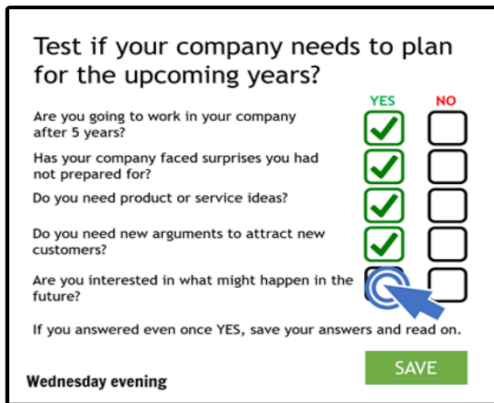 Test if your company needs to plan
for the upcoming years?
YES NO
Are you going to work in your company
after 5 years?
Has your company faced surprises you had
not prepared for?
Do you need product or service ideas?
Do you need new arguments to attract new
customers?
Are you interested in what might happen in the
future?
If you answered even once YES, save your answers and read on.
SAVE
Wednesday evening